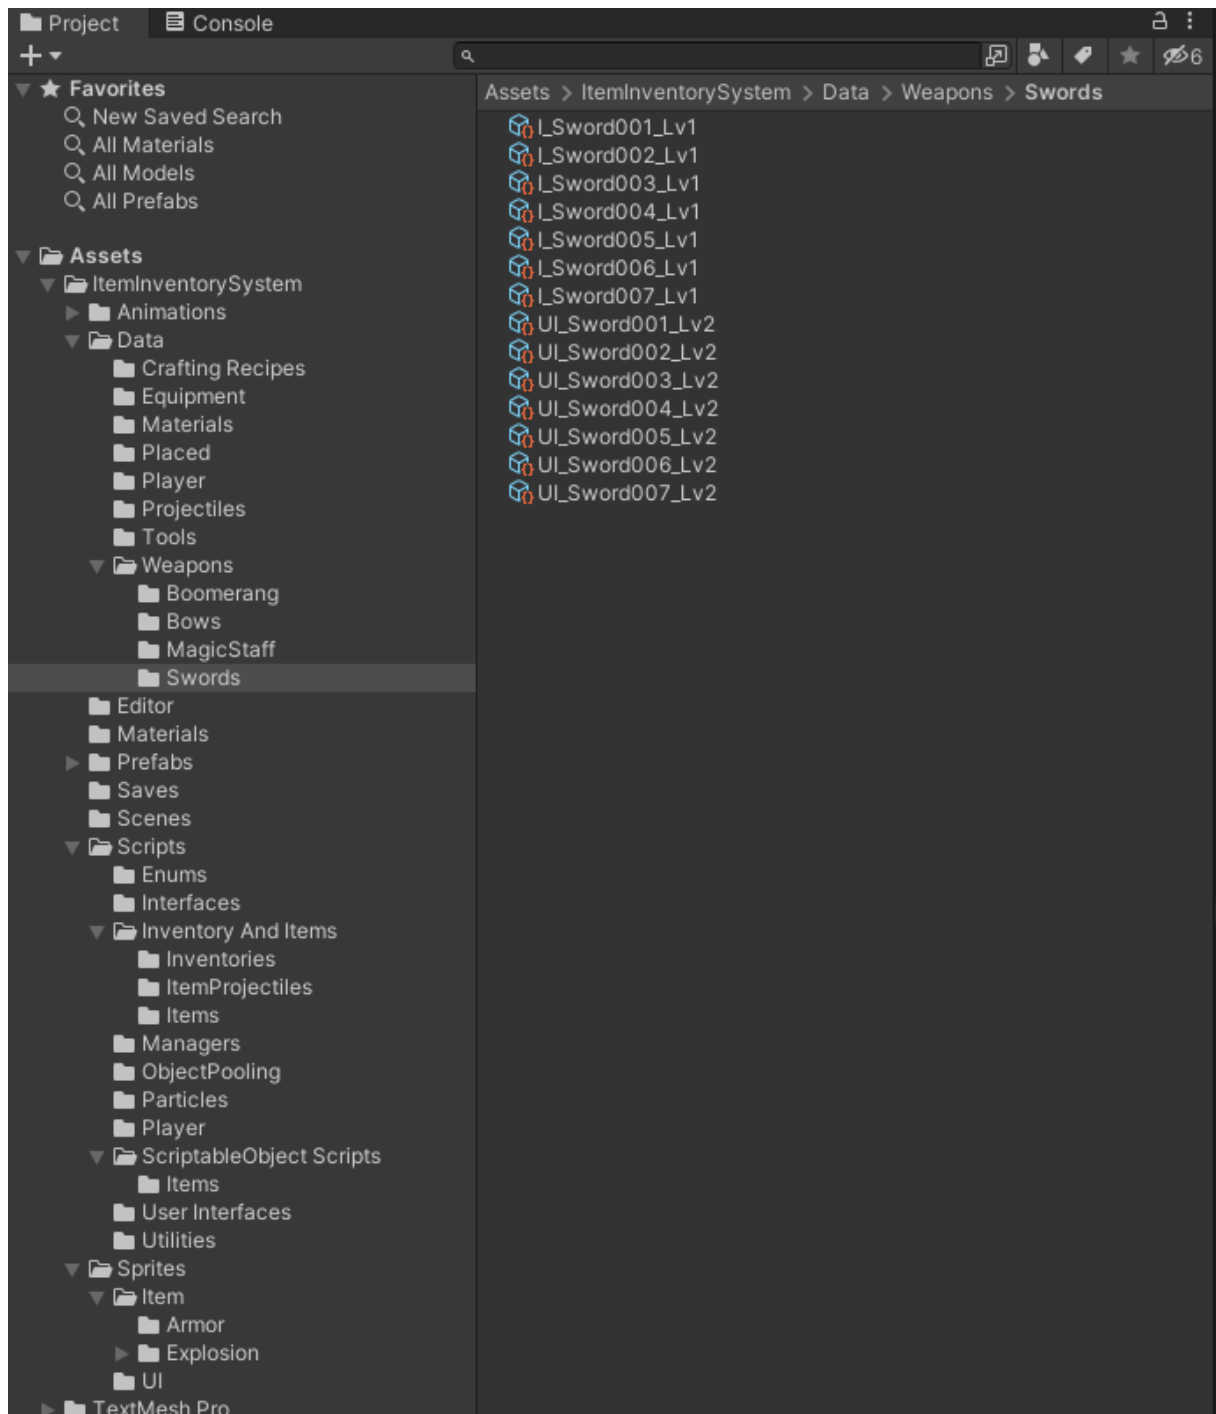 Project
Console
6
Favorites
New Saved Search
All Materials
All Models
All Prefabs
Assets
ItemInventorySystem
Animations
Data
Crafting Recipes
Equipment
Materials
Placed
Player
Projectiles
Tools
Weapons
Boomerang
Bows
MagicStaff
Swords
Editor
Materials
Prefabs
Saves
Scenes
Scripts
Enums
Interfaces
Inventory And Items
Inventories
ItemProjectiles
Items
Managers
ObjectPooling
Particles
Player
ScriptableObject Scripts
Items
User Interfaces
Utilities
Sprites
Item
Armor
Explosion
UI
TextMesh Pro
Assets > ItemInventorySystem > Data > Weapons > Swords
I_Sword001_Lv1
I_Sword002_Lv1
I_Sword003_Lv1
I_Sword004_Lv1
I_Sword005_Lv1
I_Sword006_Lv1
I_Sword007_Lv1
UI_Sword001_Lv2
UI_Sword002_Lv2
UI_Sword003_Lv2
UI_Sword004_Lv2
UI_Sword005_Lv2
UI_Sword006_Lv2
UI_Sword007_Lv2